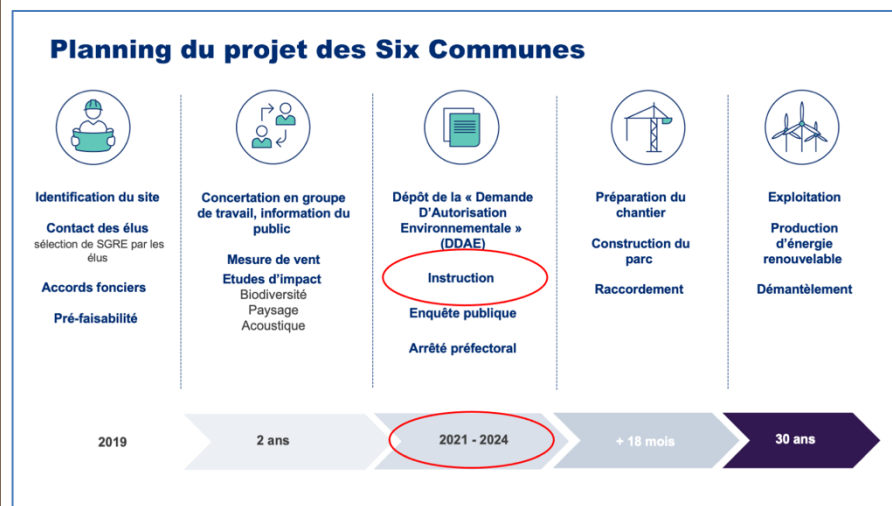 Planning du projet des Six Communes
Identification du site
Contact des élus
sélection de SGRE par les
élus
Accords fonciers
Pré-faisabilité
Concertation en groupe
de travail, information du
public
Mesure de vent
Etudes d'impact
Biodiversité
Paysage
Acoustique
Dépôt de la « Demande
D'Autorisation
Environnementale »
(DDAE)
Instruction
Enquête publique
Arrêté préfectoral
Préparation du
chantier
Construction du
parc
Raccordement
Exploitation
Production
d'énergie
renouvelable
Démantèlement
2019
2 ans
2021 - 2024
+ 18 mois
30 ans